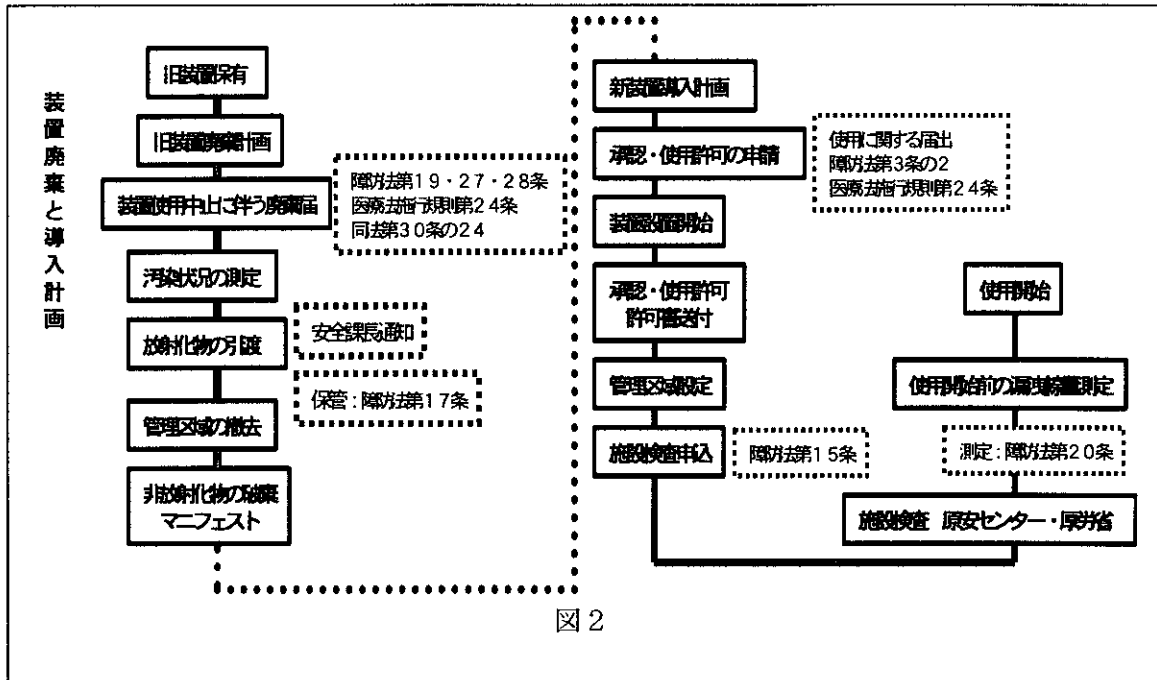 装置廃棄と導入計画
旧装置保有
旧装置廃棄計画
装置使用中止に伴う廃棄届
障防法第19・27・28条
医療法施行規則第24条
同法第30条の24
汚染状況の測定
放射化物の引渡
安全課長通知
保管:障防法第17条
管理区域の撤去
非放射化物の破棄
マニフェスト
新装置導入計画
承認・使用許可の申請
使用に関する届出
障防法第3条の2
医療法施行規則第24条
装置設置開始
承認・使用許可
許可書送付
管理区域設定
施設検査申込
障防法第15条
使用開始
使用開始前の漏洩線量測定
測定:障防法第20条
施設検査 原安センター・厚労省
図2